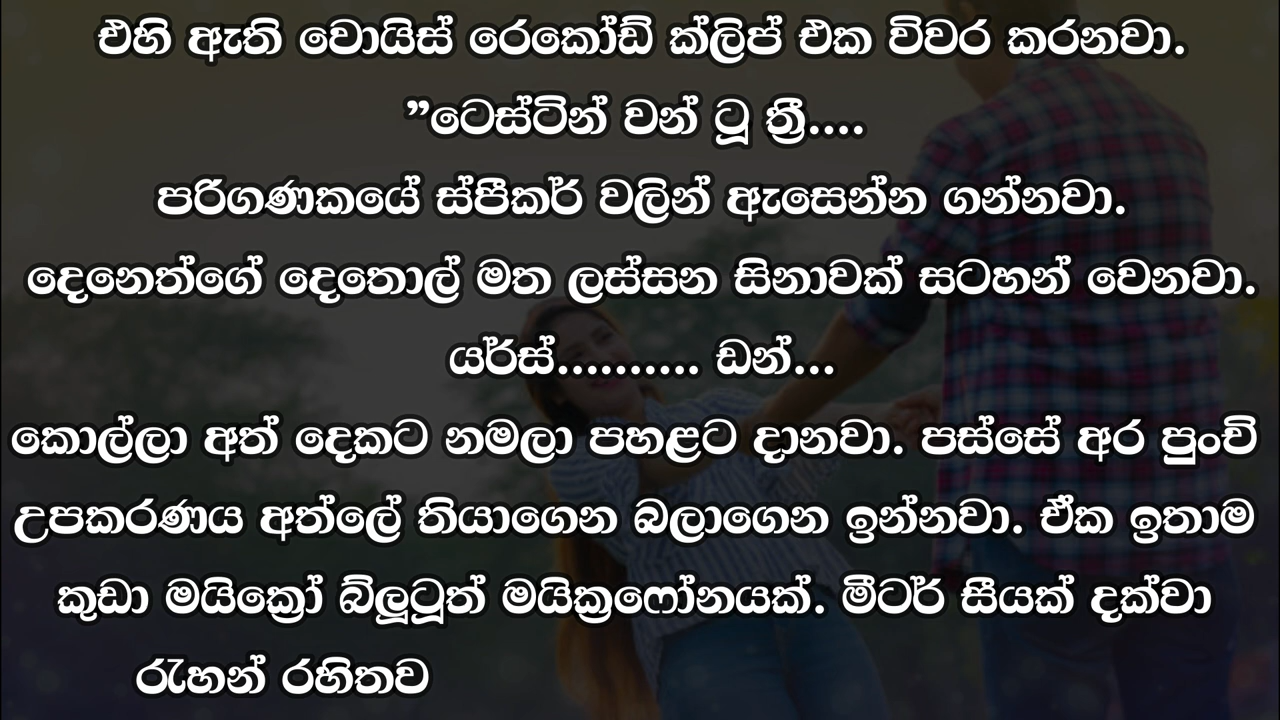 එහි ඇති වොයිස් රෙකෝඩ් ක්ලිප් එක විවර කරනවා.
”ටෙස්ටින් වන් ටූ ත්‍රී....
පරිගණකයේ ස්පීකර් වලින් ඇසෙන්න ගන්නවා.
දෙනෙත්ගේ දෙතොල් මත ලස්සන සිනාවක් සටහන් වෙනවා.
යර්ස්.......... ඩන්...
කොල්ලා අත් දෙකට නමලා පහළට දානවා. පස්සේ අර පුංචි
උපකරණය අත්ලේ තියාගෙන බලාගෙන ඉන්නවා. ඒක ඉතාම
කුඩා මයික්‍රෝ බ්ලූටූත් මයික්‍රෆෝනයක්. මීටර් සීයක් දක්වා
රැහන් රහිතව